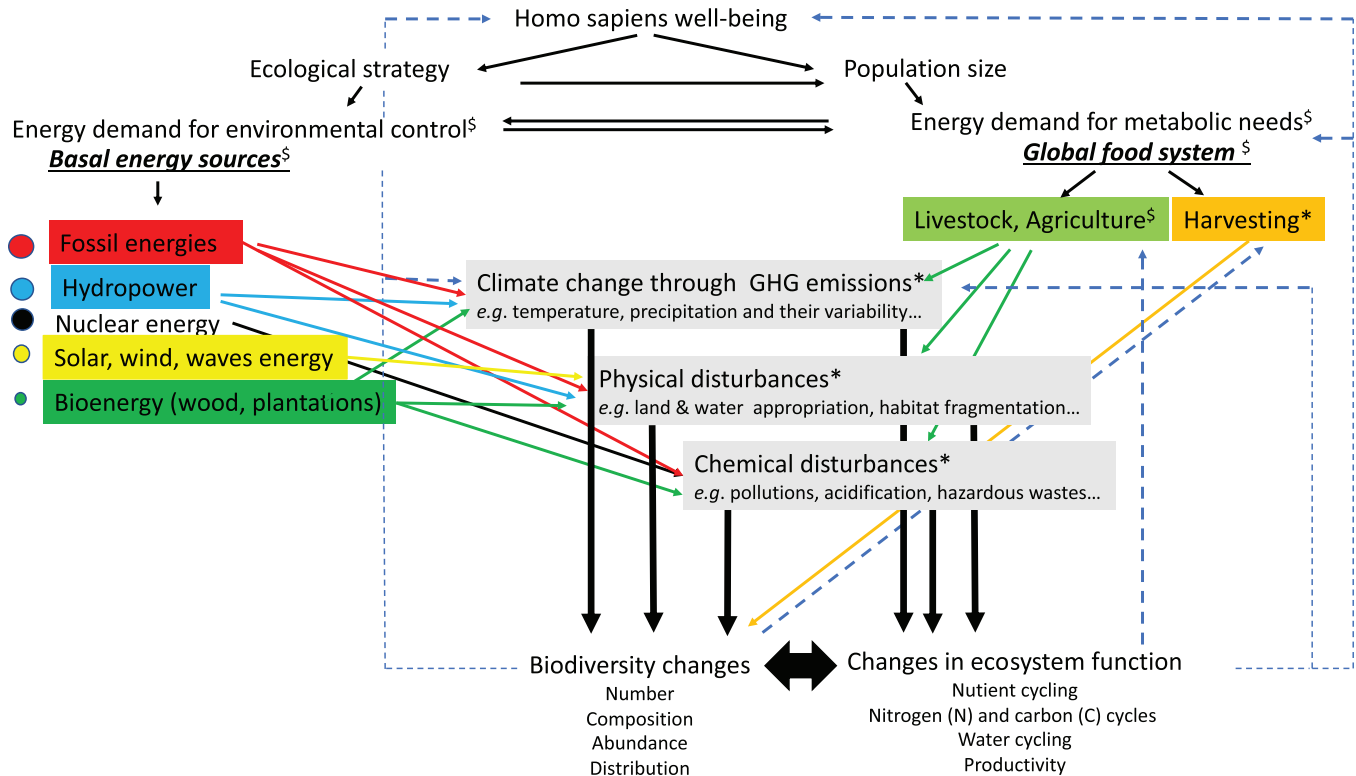 Homo sapiens well-being
Ecological strategy
Population size
Energy demand for environmental control$
Basal energy sources$
Energy demand for metabolic needs$
Global food system $
Livestock, Agriculture$
Harvesting*
Fossil energies
Hydropower
Nuclear energy
Solar, wind, waves energy
Bioenergy (wood, plantations)
Climate change through GHG emissions*
e.g. temperature, precipitation and their variability...
Physical disturbances*
e.g. land & water appropriation, habitat fragmentation...
Chemical disturbances*
e.g. pollutions, acidification, hazardous wastes...
Biodiversity changes
Number
Composition
Abundance
Distribution
Changes in ecosystem function
Nutrient cycling
Nitrogen (N) and carbon (C) cycles
Water cycling
Productivity